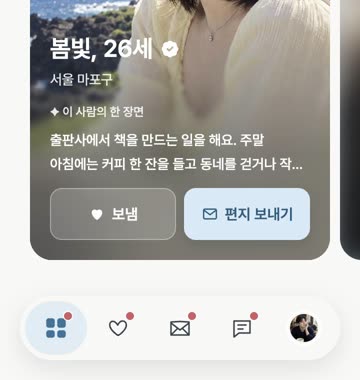 봄빛, 26세
서울 마포구
이 사람의 한 장면
출판사에서 책을 만드는 일을 해요. 주말
아침에는 커피 한 잔을 들고 동네를 걷거나 작...
보냄
편지 보내기